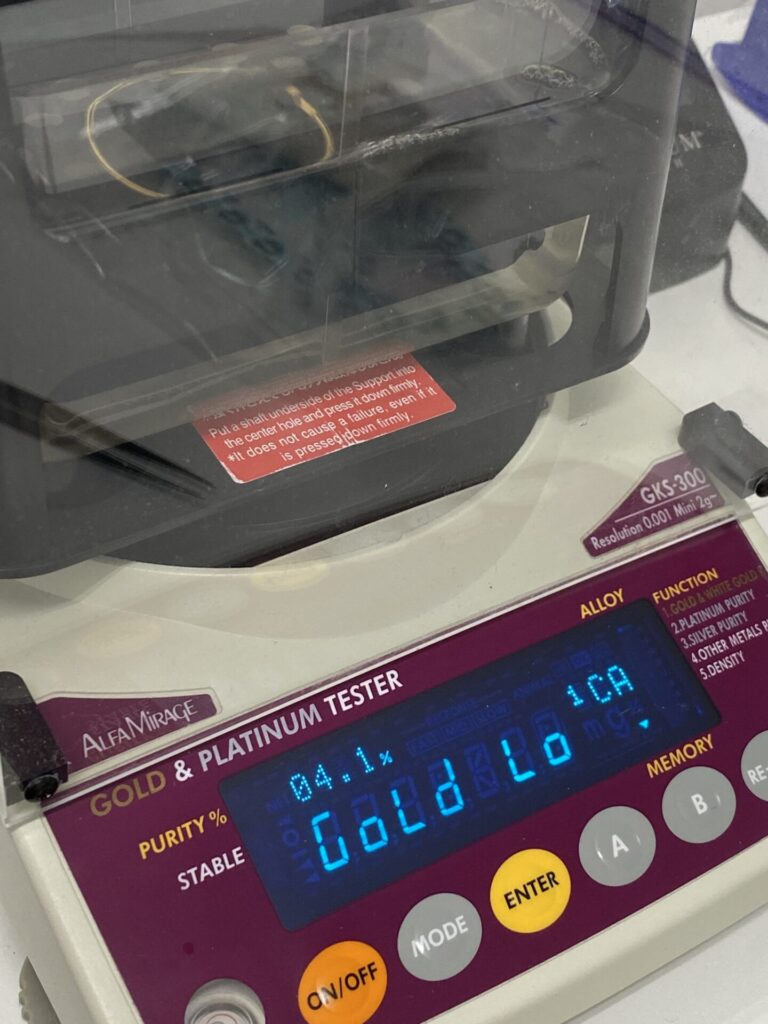 Put a shaft underside of the Support into
the center hole and press it down firmly.
*It does not cause a failure, even if it
is pressed down firmly.
GKS-300
Resolution 0.001 Mini 2g~
ALFAMIRAGE
GOLD & PLATINUM TESTER
ALLOY
FUNCTION
1.GOLD & WHITE GOLD
2.PLATINUM PURITY
3.SILVER PURITY
4.OTHER METALS
5.DENSITY
PURITY %
STABLE
04.1%
iCA
GoLd Lo
MEMORY
ON/OFF
MODE
ENTER
A
B
RE-